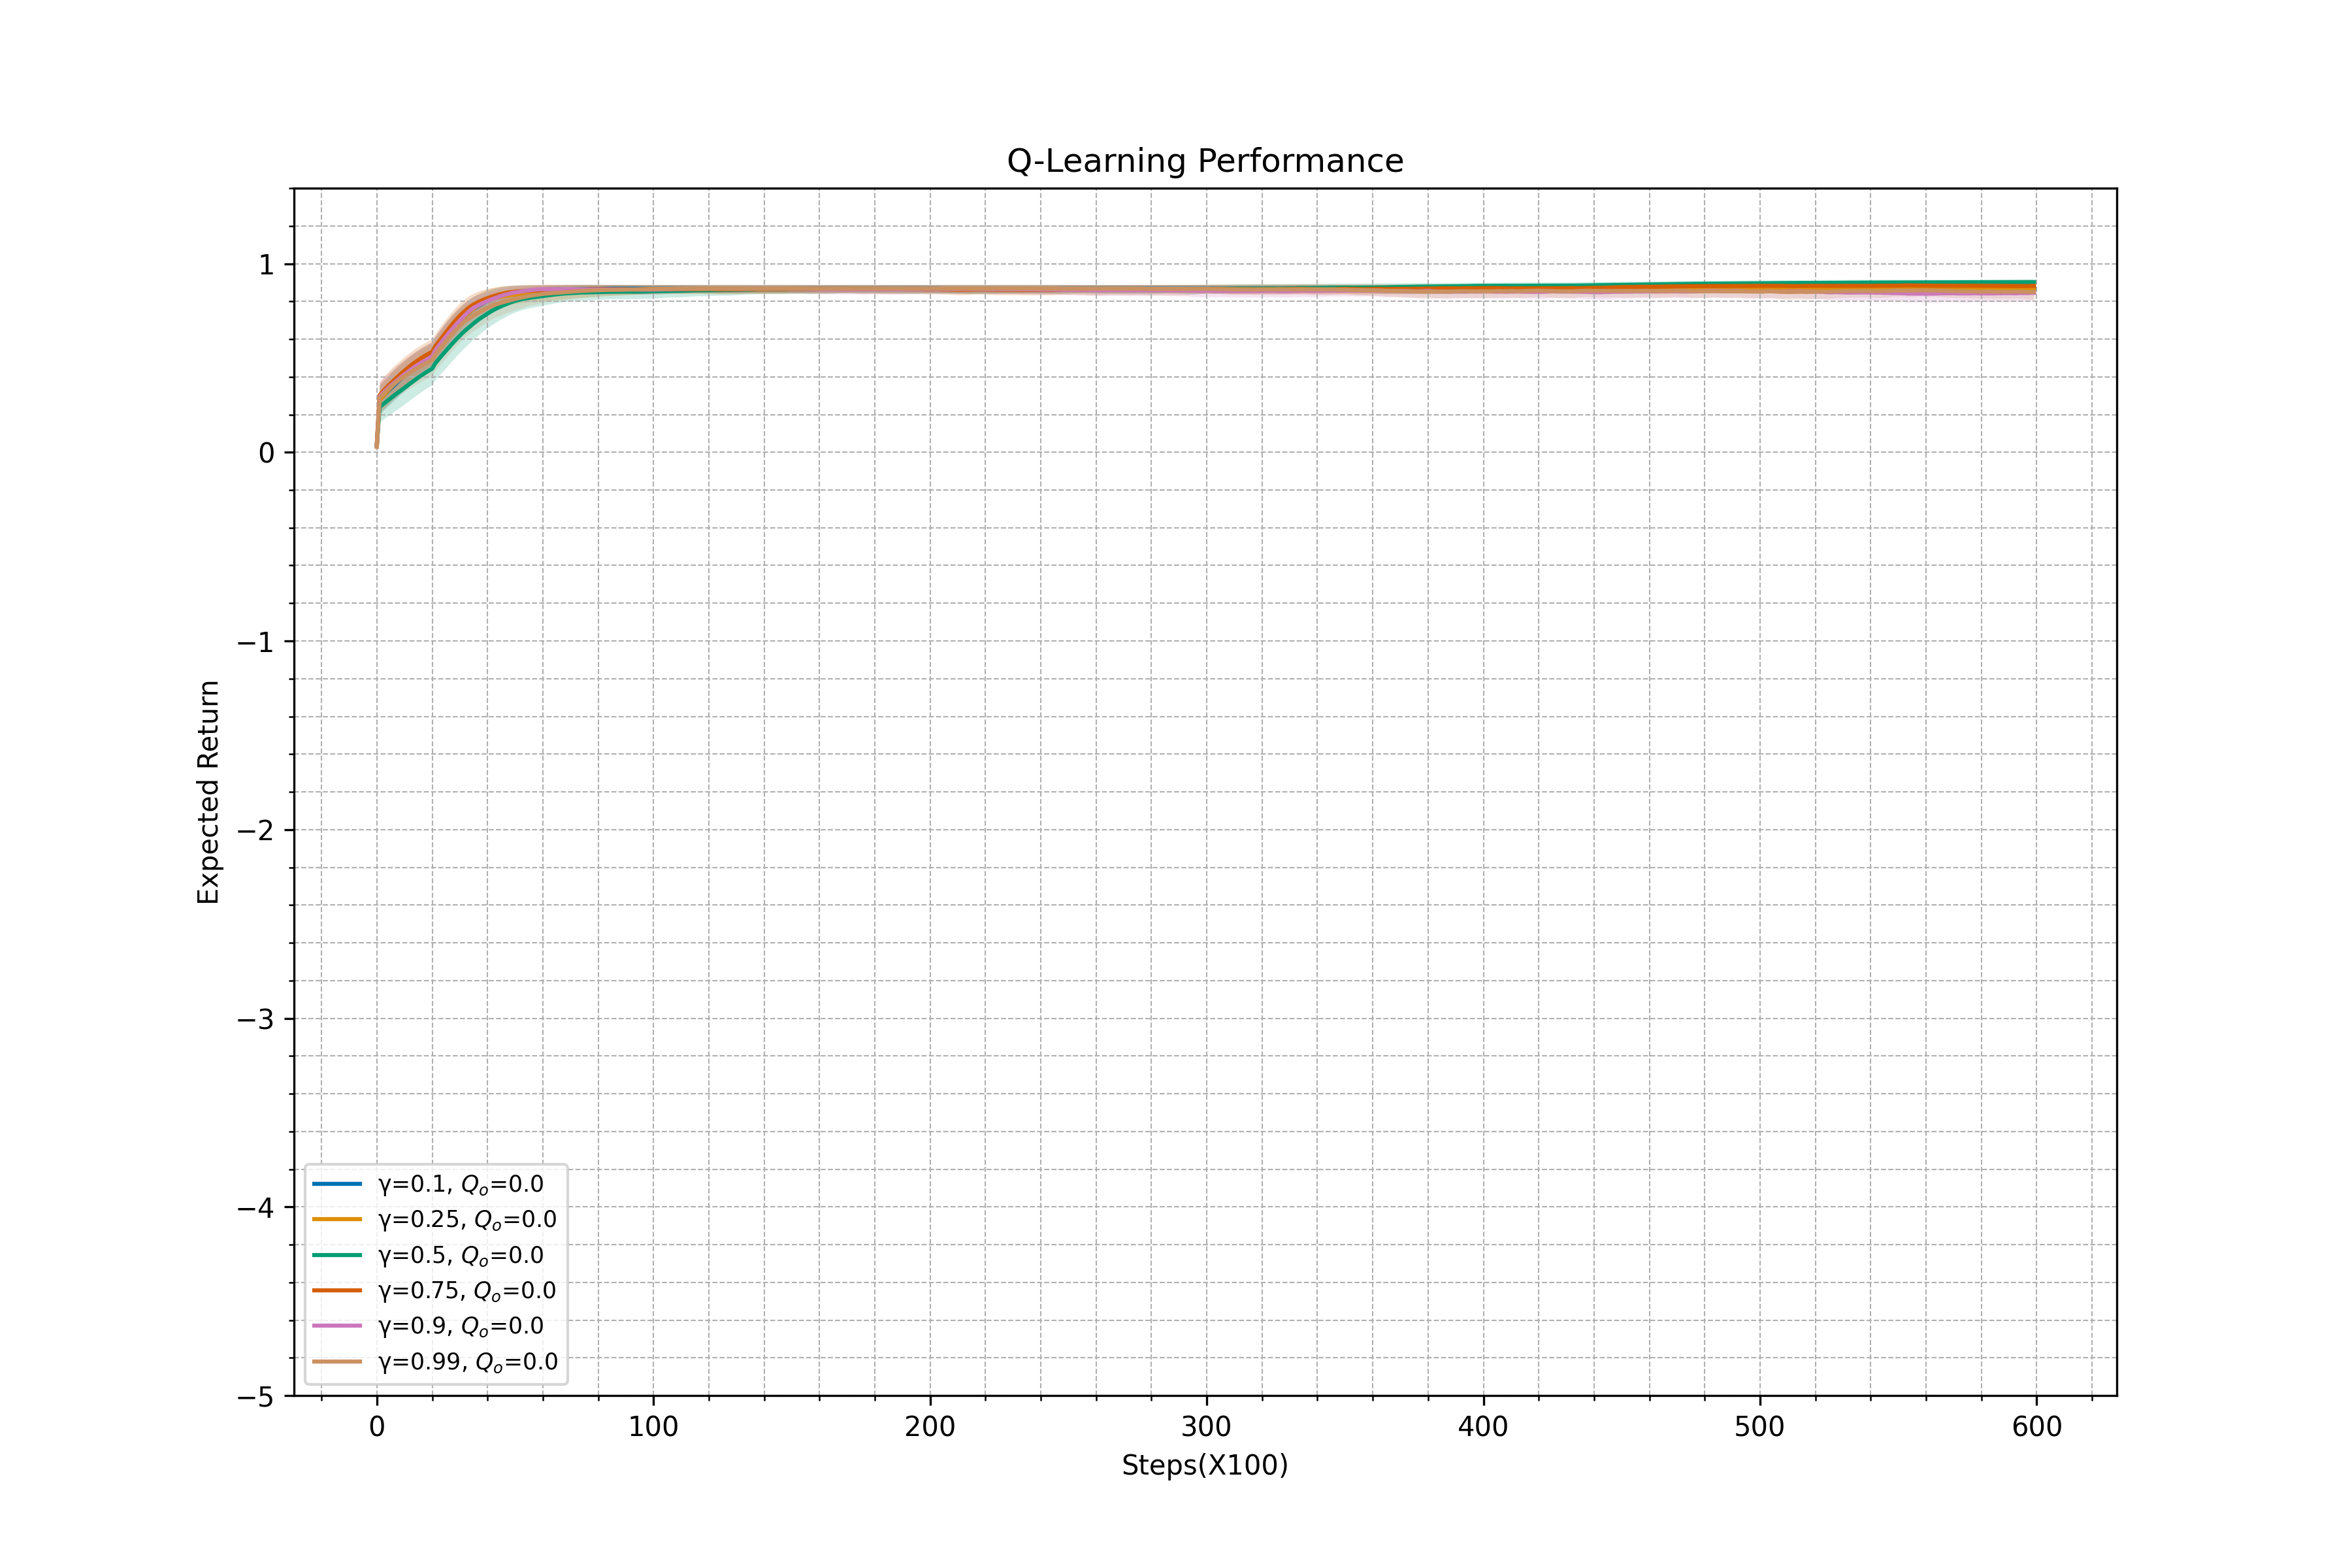 Q-Learning Performance
Expected Return
1
0
−1
−2
−3
−4
−5
γ=0.1, Qo=0.0
γ=0.25, Qo=0.0
γ=0.5, Qo=0.0
γ=0.75, Qo=0.0
γ=0.9, Qo=0.0
γ=0.99, Qo=0.0
0 100 200 300 400 500 600
Steps(X100)